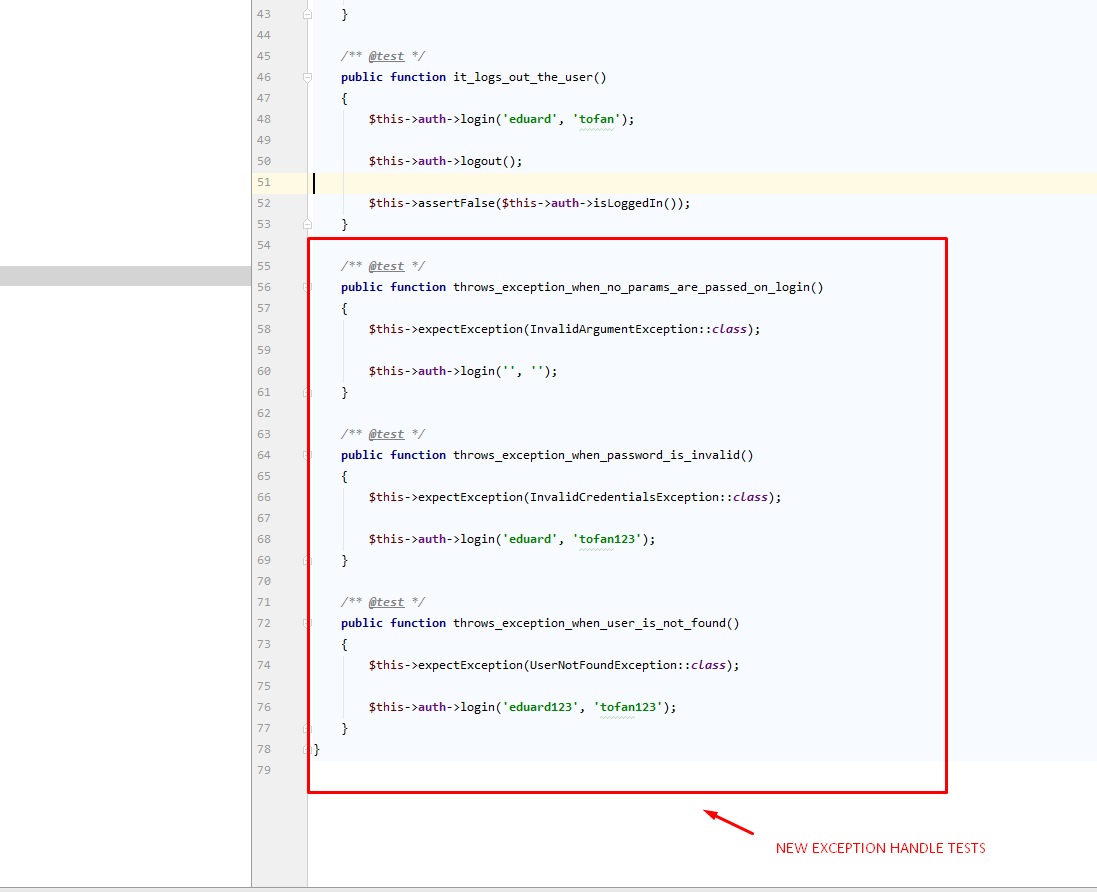 43 }
44
45 /** @test */
46 public function it_logs_out_the_user()
47 {
48 $this->auth->login('eduard', 'tofan');
49
50 $this->auth->logout();
51
52 $this->assertFalse($this->auth->isLoggedIn());
53 }
54
55 /** @test */
56 public function throws_exception_when_no_params_are_passed_on_login()
57 {
58 $this->expectException(InvalidArgumentException::class);
59
60 $this->auth->login('', '');
61 }
62
63 /** @test */
64 public function throws_exception_when_password_is_invalid()
65 {
66 $this->expectException(InvalidCredentialsException::class);
67
68 $this->auth->login('eduard', 'tofan123');
69 }
70
71 /** @test */
72 public function throws_exception_when_user_is_not_found()
73 {
74 $this->expectException(UserNotFoundException::class);
75
76 $this->auth->login('eduard123', 'tofan123');
77 }
78 }
79
NEW EXCEPTION HANDLE TESTS